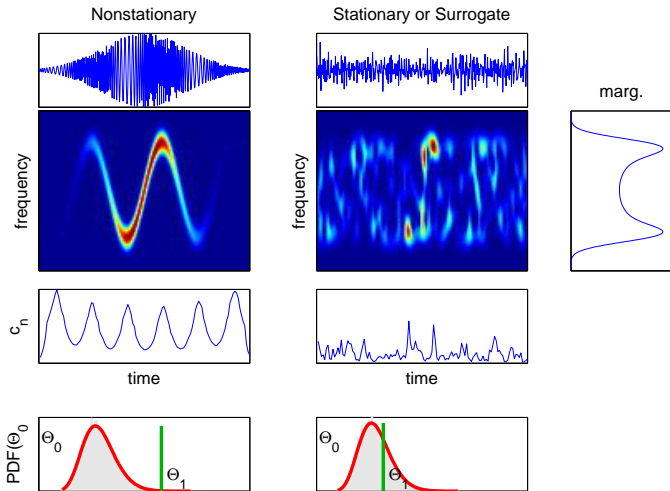 Nonstationary
Stationary or Surrogate
marg.
frequency
frequency
c_n
time
time
PDF(Θ_0
Θ_0
Θ_1
Θ_0
Θ_1